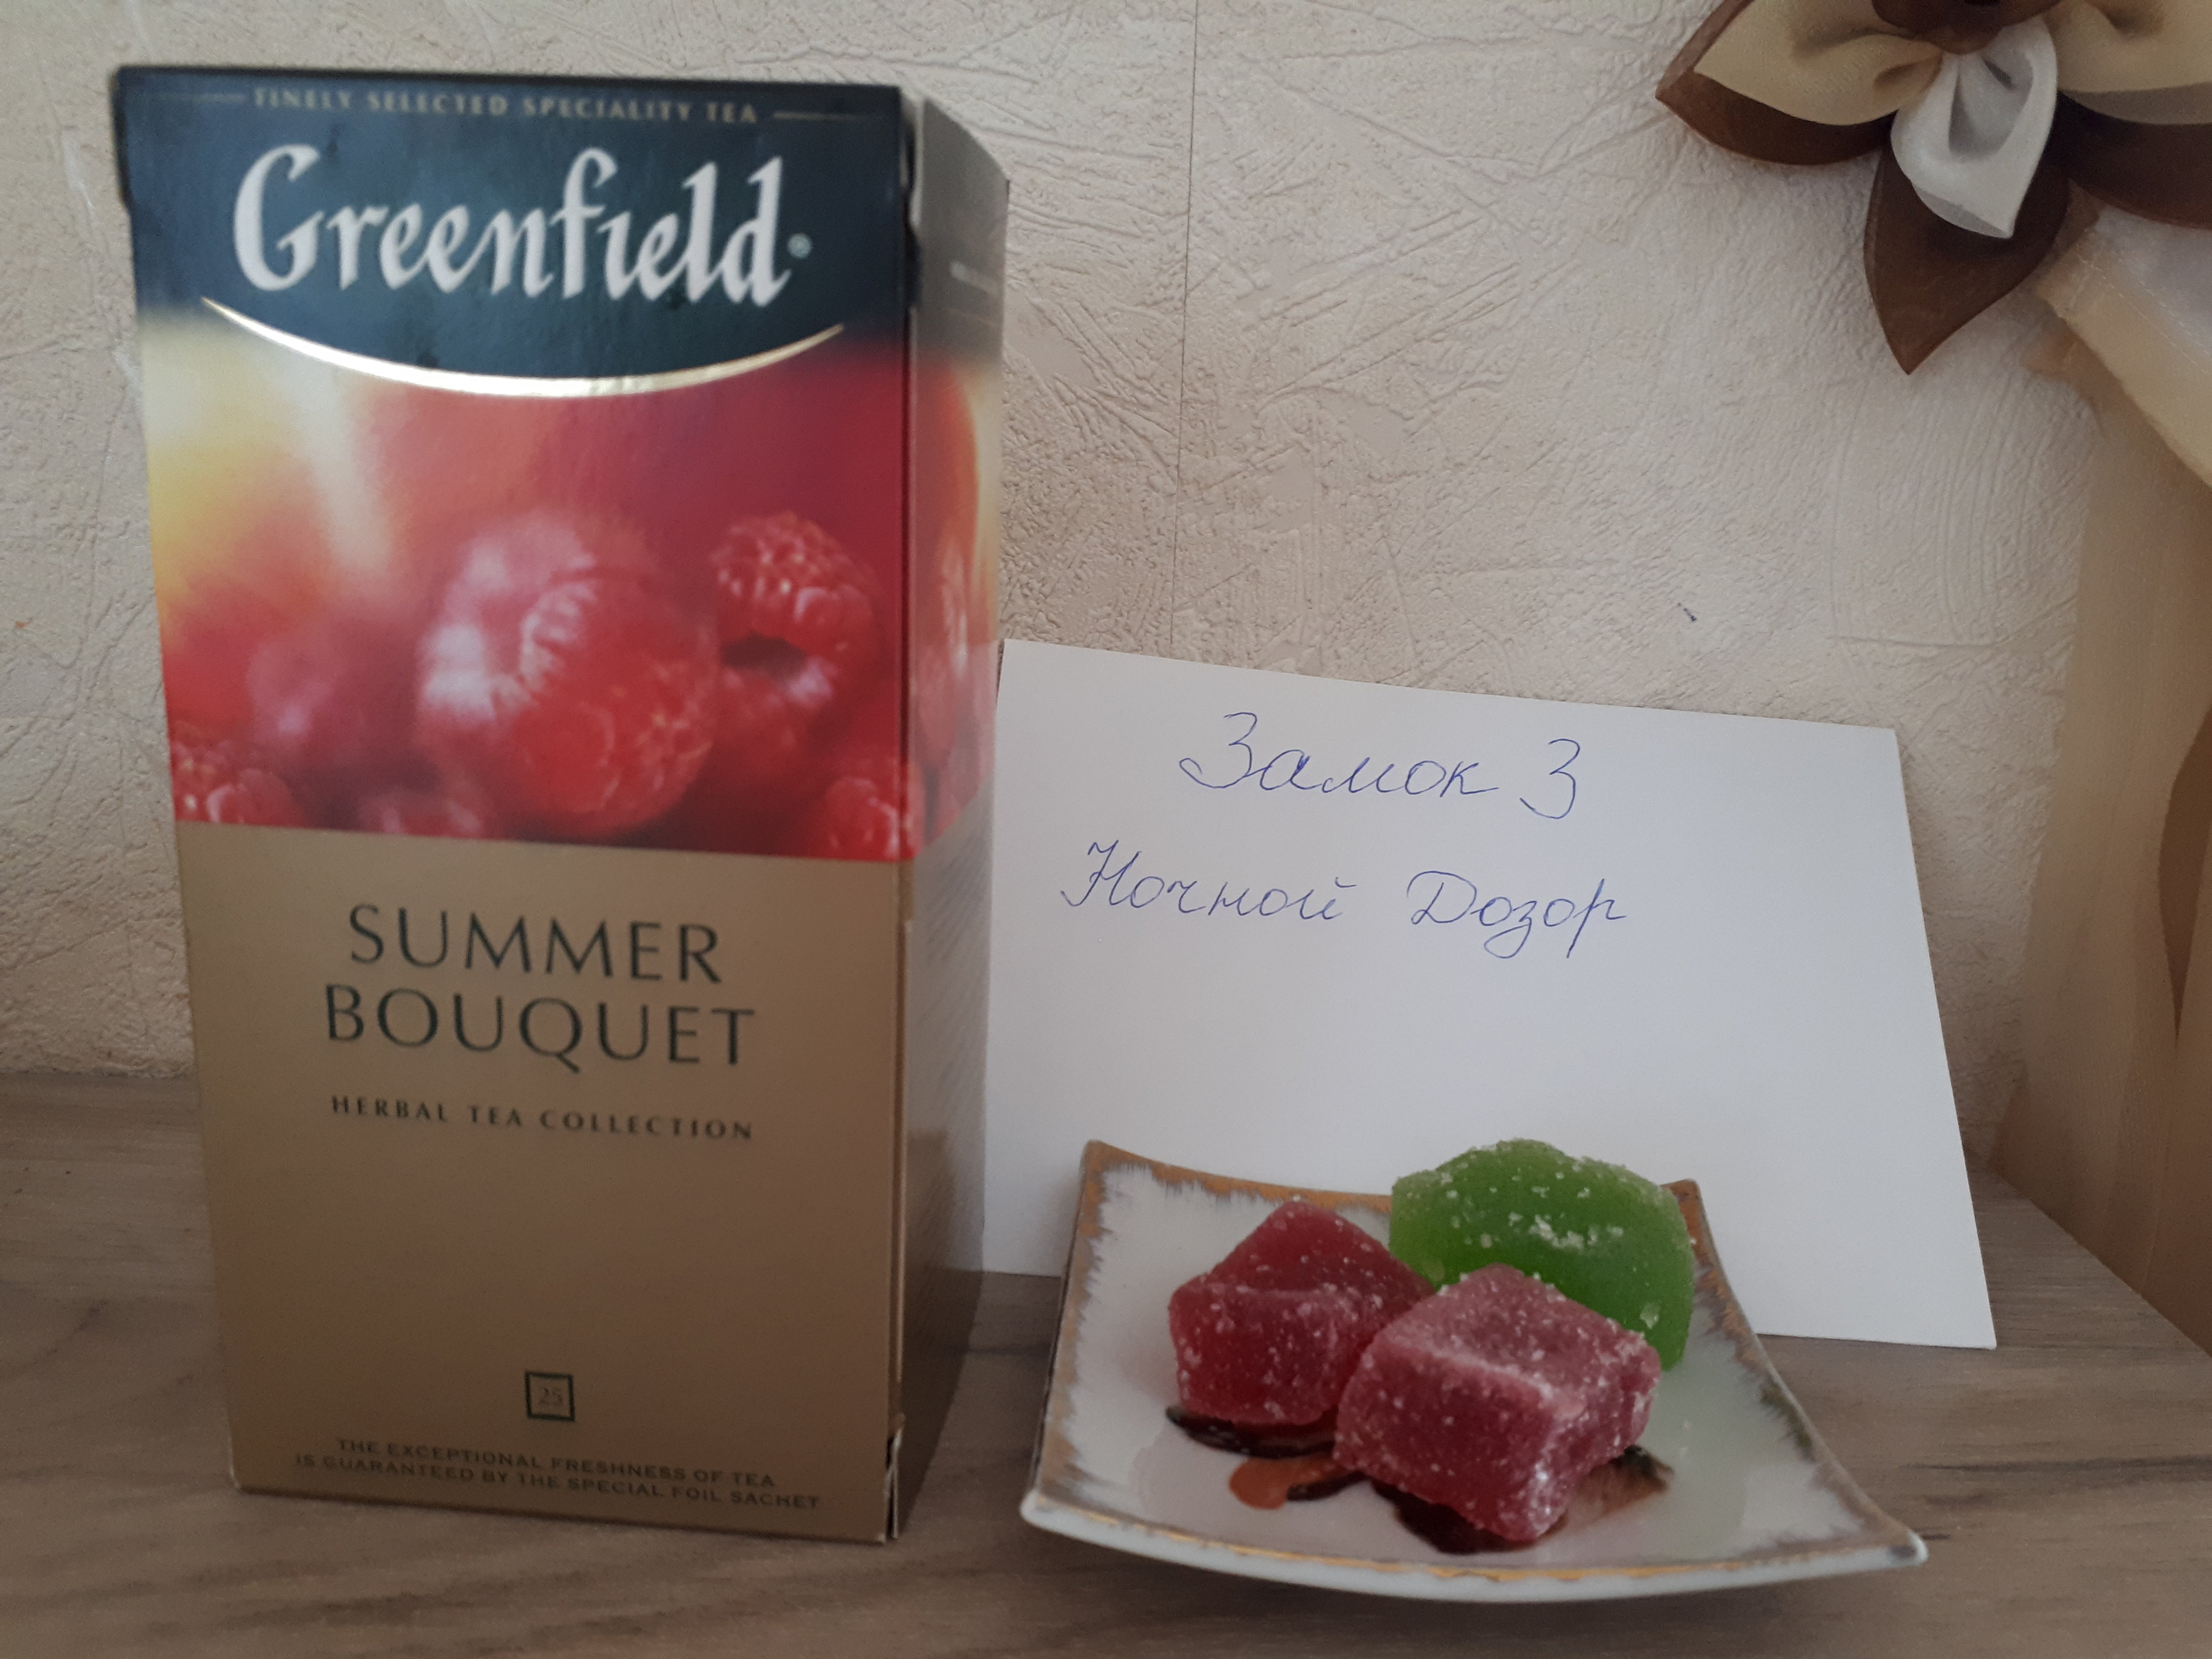 FINELY SELECTED SPECIALITY TEA
Greenfield®
SUMMER
BOUQUET
HERBAL TEA COLLECTION
25
THE EXCEPTIONAL FRESHNESS OF TEA
IS GUARANTEED BY THE SPECIAL FOIL SACHET
Замок 3
Ночной Дозор